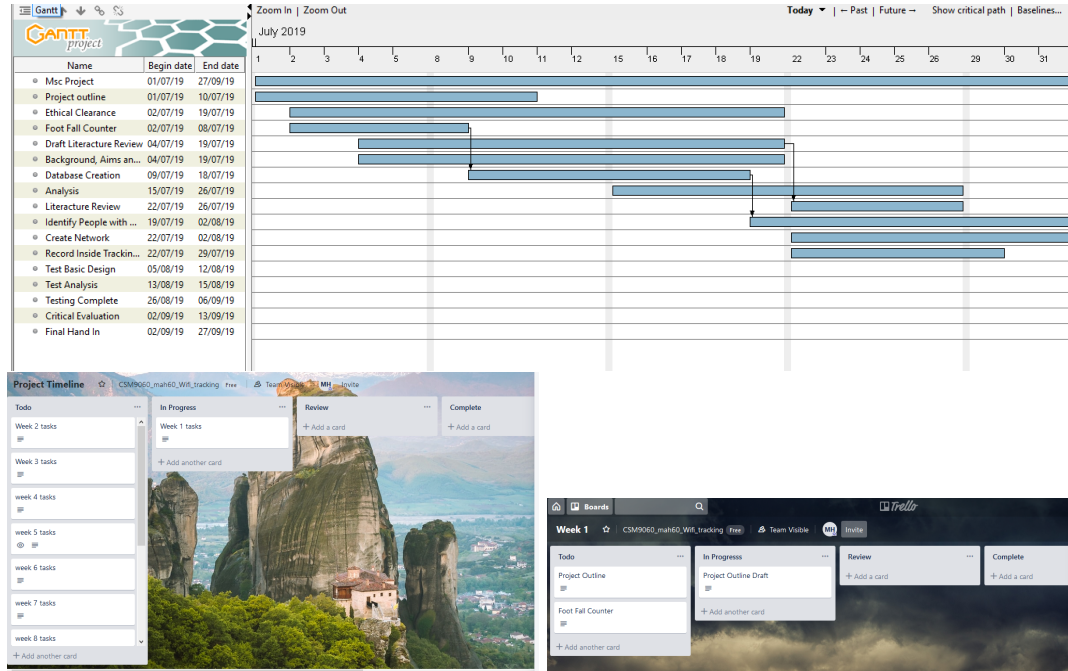 Gantt
Zoom In | Zoom Out
Today | ←Past | Future→ Show critical path | Baselines...
GANTT project
July 2019
Name Begin date End date
1 2 3 4 5 8 9 10 11 12 15 16 17 18 19 22 23 24 25 26 29 30 31
Msc Project 01/07/19 27/09/19
Project outline 01/07/19 10/07/19
Ethical Clearance 02/07/19 19/07/19
Foot Fall Counter 02/07/19 08/07/19
Draft Literacture Review 04/07/19 19/07/19
Background, Aims an... 04/07/19 19/07/19
Database Creation 09/07/19 18/07/19
Analysis 15/07/19 26/07/19
Literacture Review 22/07/19 26/07/19
Identify People with ... 19/07/19 02/08/19
Create Network 22/07/19 02/08/19
Record Inside Trackin... 22/07/19 29/07/19
Test Basic Design 05/08/19 12/08/19
Test Analysis 13/08/19 15/08/19
Testing Complete 26/08/19 06/09/19
Critical Evaluation 02/09/19 13/09/19
Final Hand In 02/09/19 27/09/19
Project Timeline CSM9060_mah60_Wifi_tracking Free Team Visible MH Invite
Todo ... In Progress ... Review ... Complete
Week 2 tasks
Week 1 tasks
+ Add a card
+ Add a card
Week 3 tasks
+ Add another card
week 4 tasks
week 5 tasks
week 6 tasks
week 7 tasks
week 8 tasks
+ Add another card
Boards
Trello
Week 1 CSM9060_mah60_Wifi_tracking Free Team Visible MH Invite
Todo ... In Progresss ... Review ... Complete
Project Outline
Project Outline Draft
+ Add a card
+ Add a card
Foot Fall Counter
+ Add another card
+ Add another card